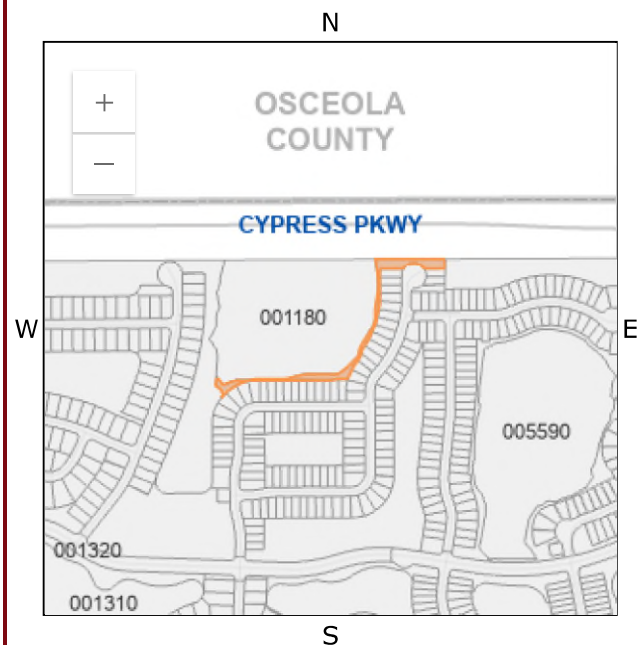 N
+
−
OSCEOLA
COUNTY
CYPRESS PKWY
001180
W
E
005590
001320
001310
S